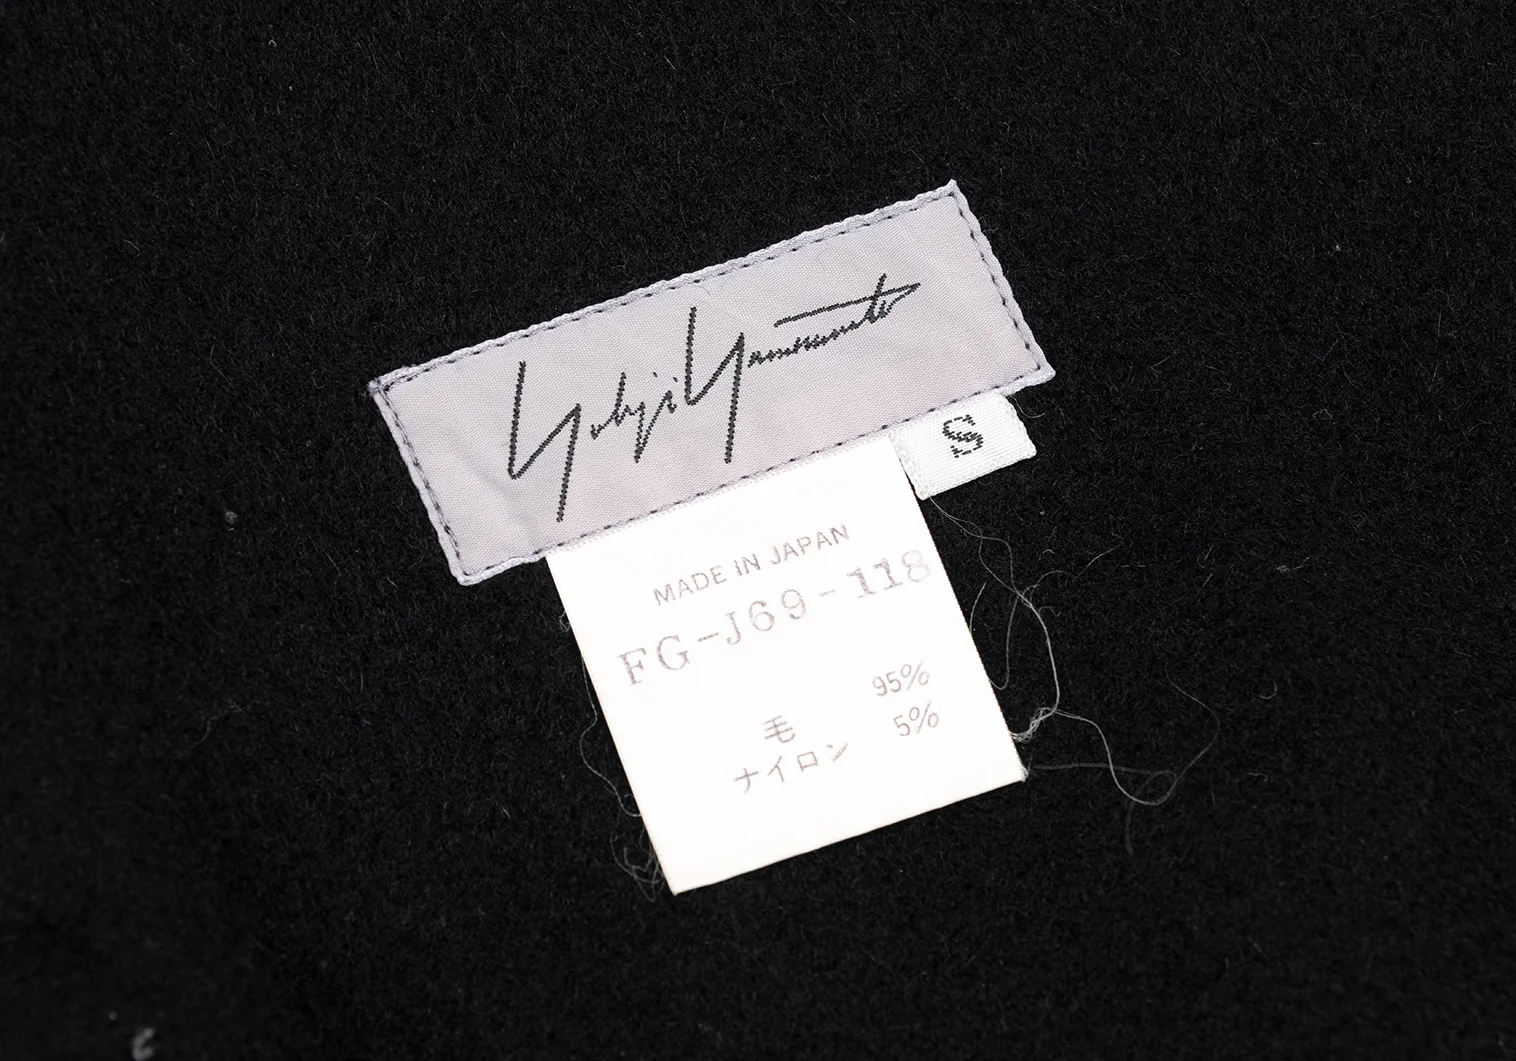 Yohji Yamamoto
S
MADE IN JAPAN
FG-J69-118
95%
毛 5%
ナイロン